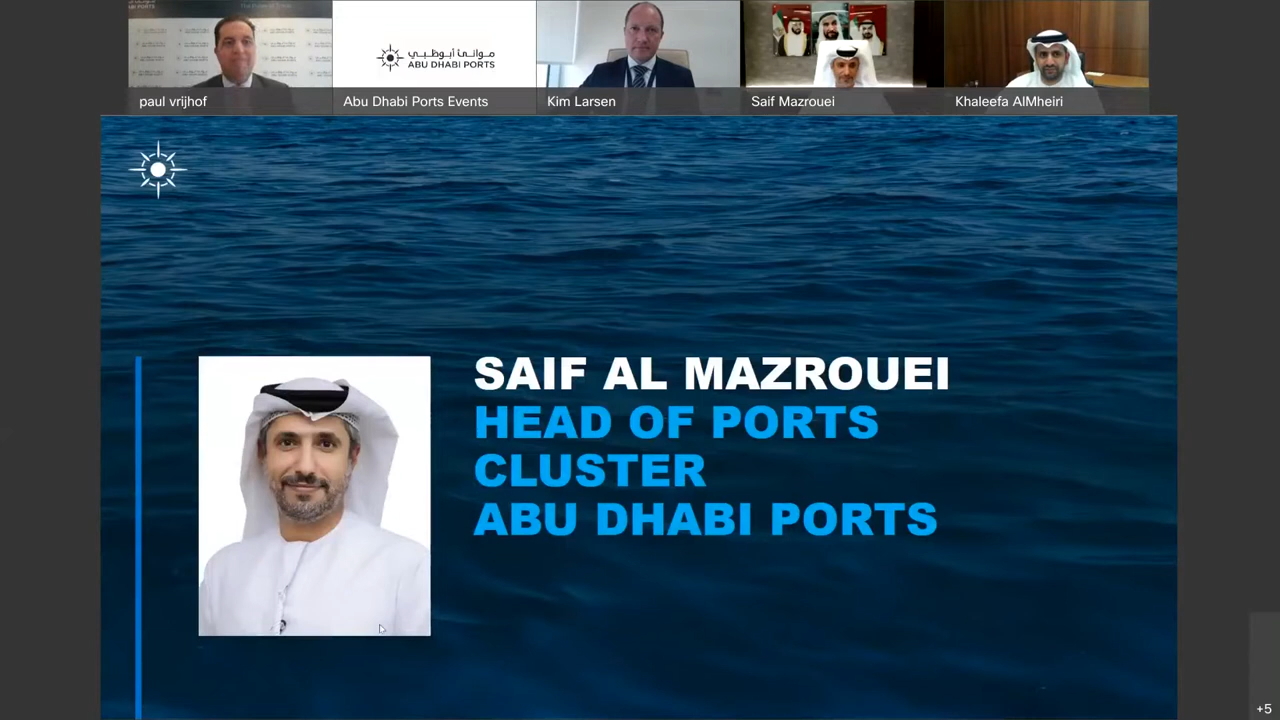 موانئ أبوظبي
ABU DHABI PORTS
paul vrijhof
Abu Dhabi Ports Events
Kim Larsen
Saif Mazrouei
Khaleefa AlMheiri
SAIF AL MAZROUEI
HEAD OF PORTS
CLUSTER
ABU DHABI PORTS
+5